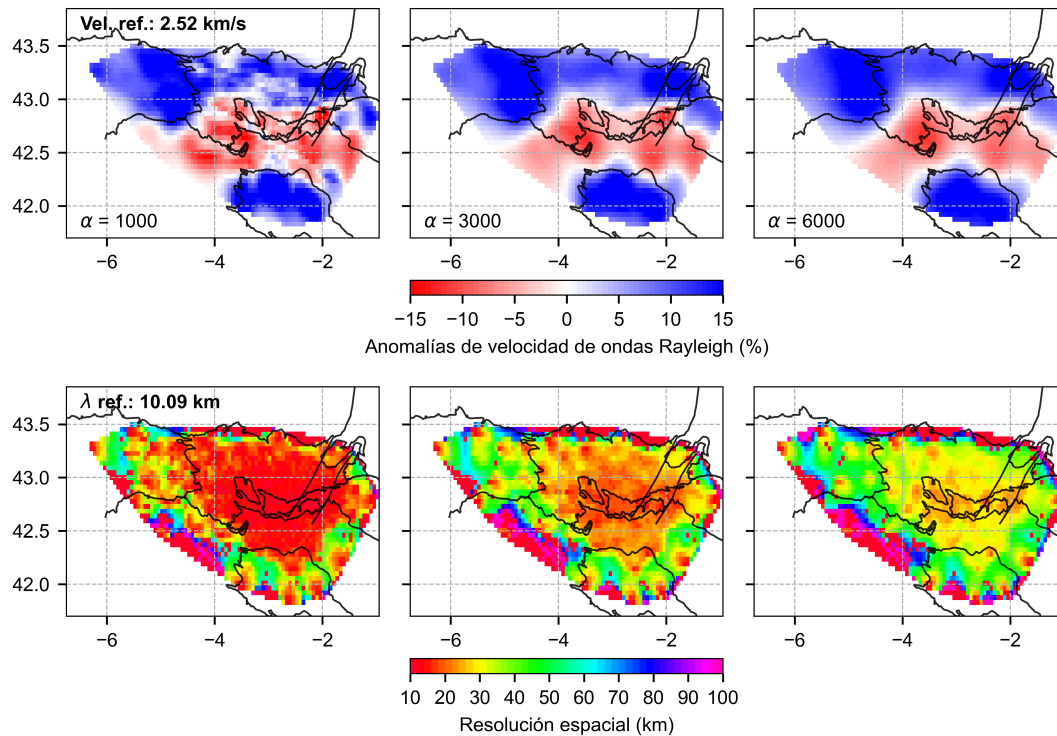 Vel. ref.: 2.52 km/s
43.5
43.0
42.5
42.0
α = 1000
α = 3000
α = 6000
−6 −4 −2
−6 −4 −2
−6 −4 −2
−15 −10 −5 0 5 10 15
Anomalías de velocidad de ondas Rayleigh (%)
λ ref.: 10.09 km
43.5
43.0
42.5
42.0
−6 −4 −2
−6 −4 −2
−6 −4 −2
10 20 30 40 50 60 70 80 90 100
Resolución espacial (km)